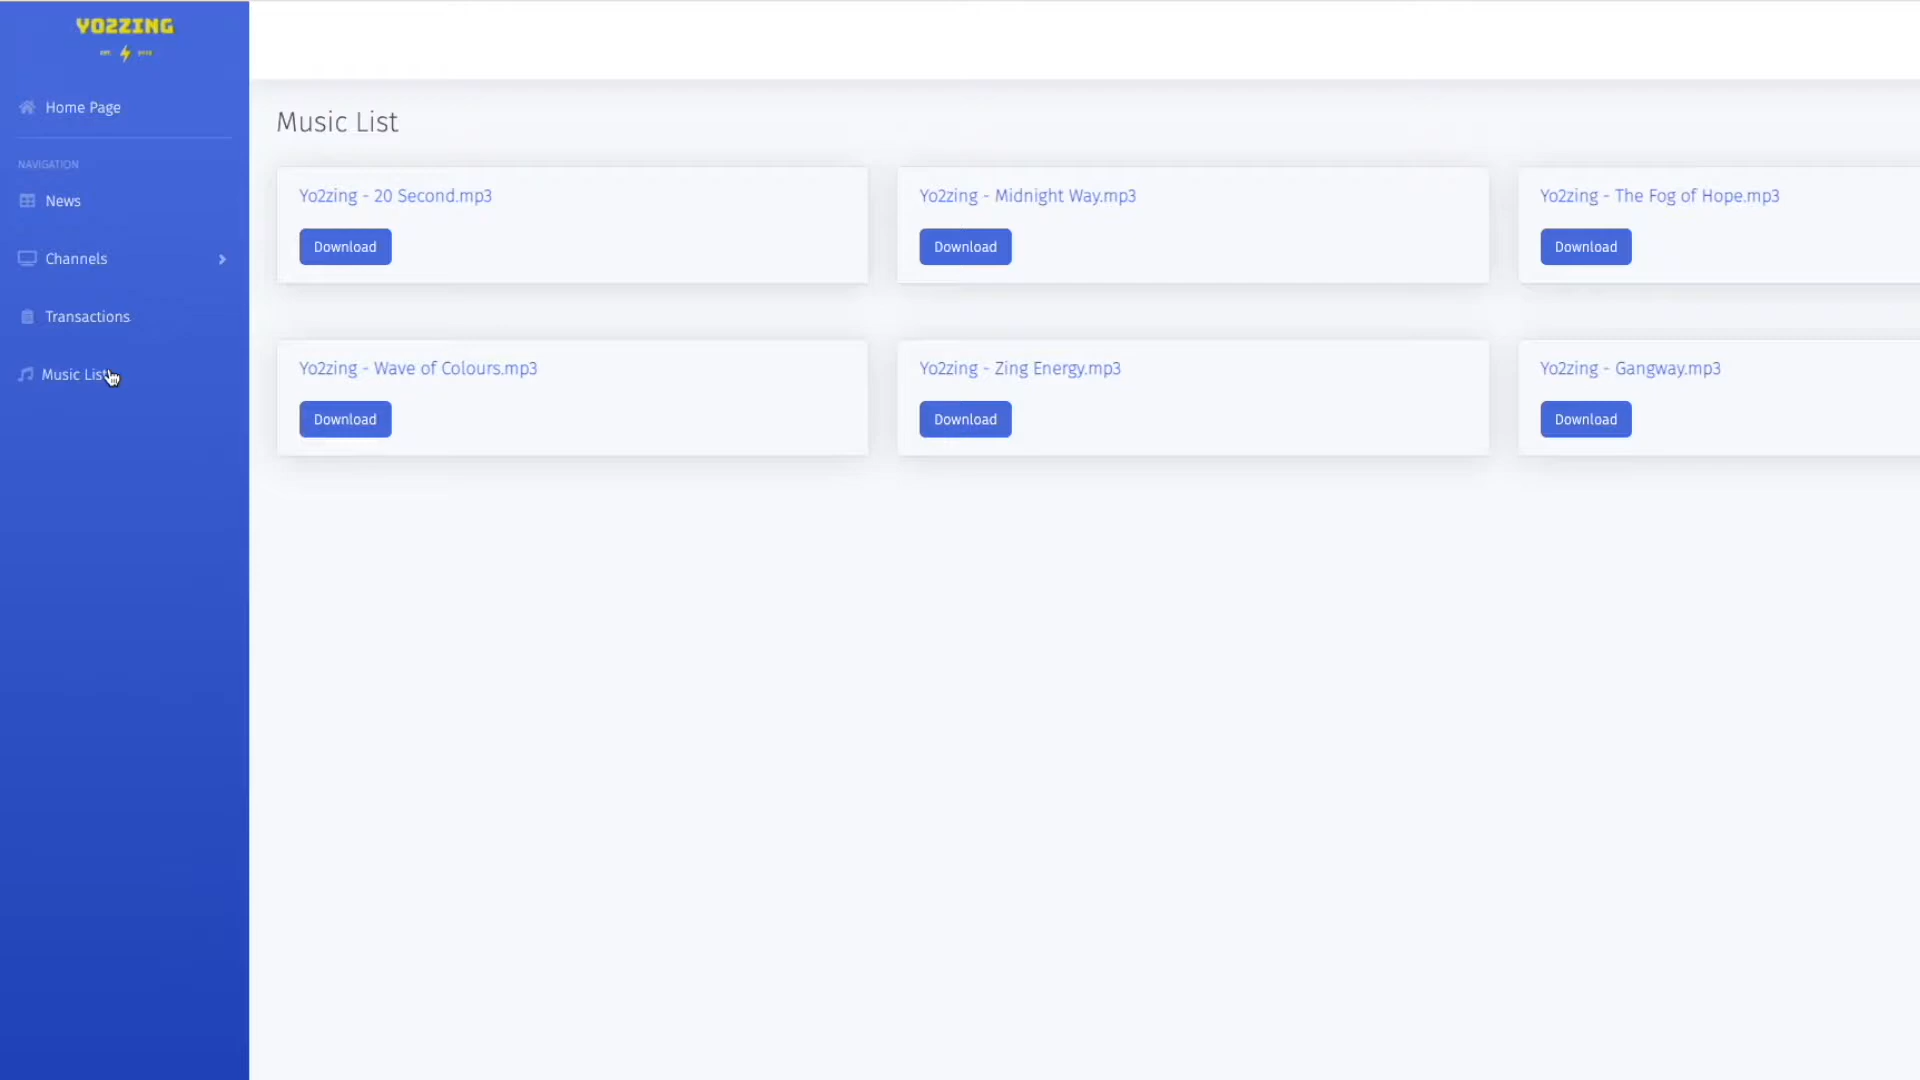 YO2ZING
Home Page
NAVIGATION
News
Channels
Transactions
Music List
Music List
Yo2zing - 20 Second.mp3
Download
Yo2zing - Midnight Way.mp3
Download
Yo2zing - The Fog of Hope.mp3
Download
Yo2zing - Wave of Colours.mp3
Download
Yo2zing - Zing Energy.mp3
Download
Yo2zing - Gangway.mp3
Download